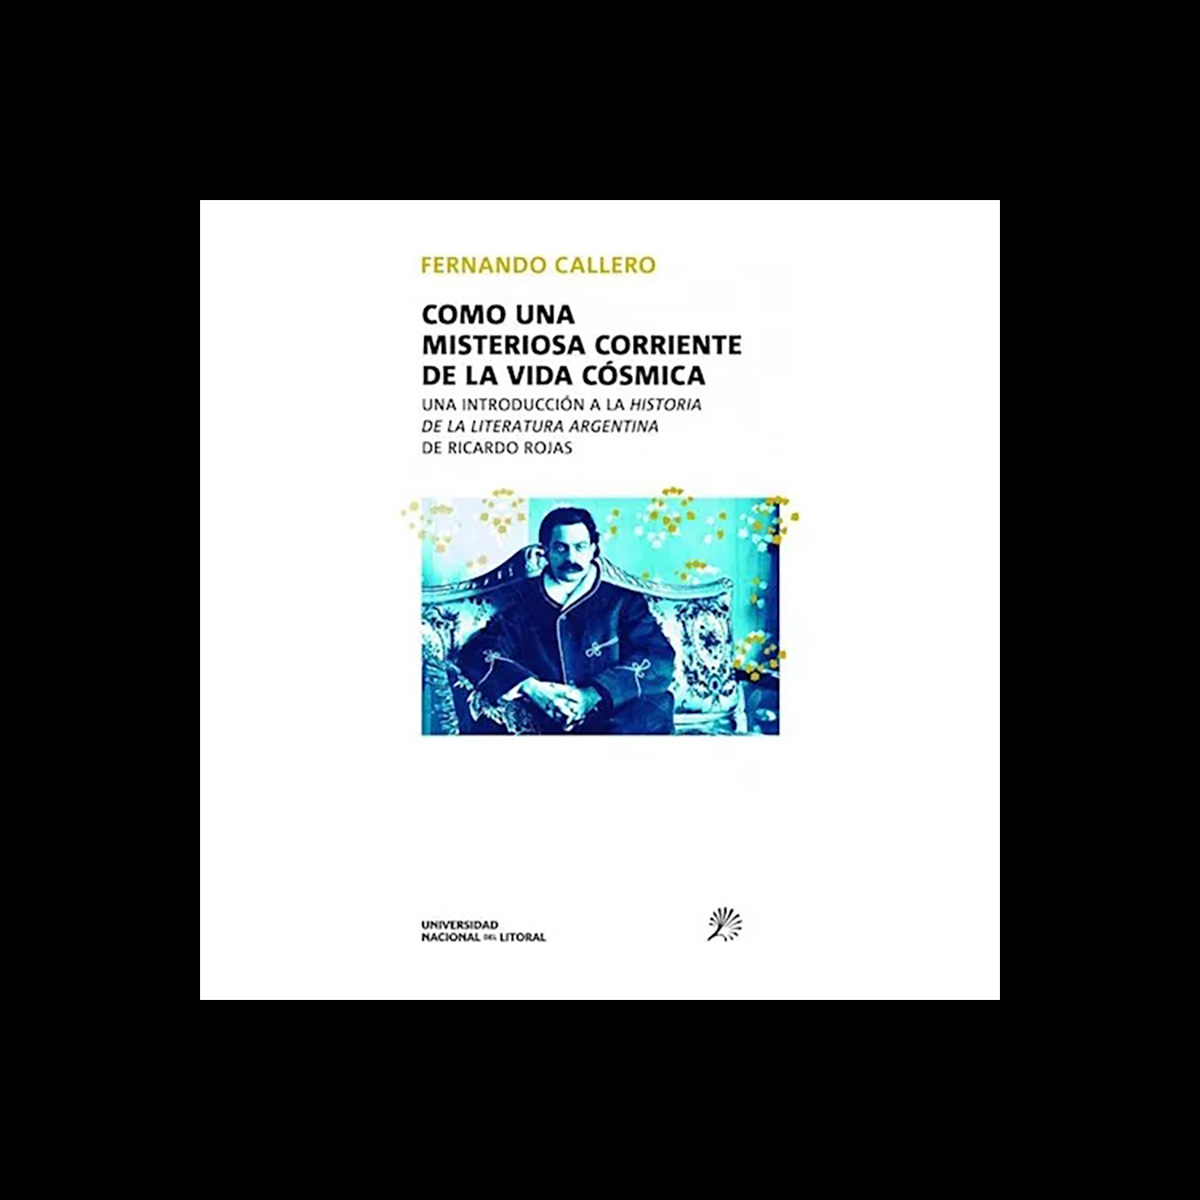 FERNANDO CALLERO
COMO UNA
MISTERIOSA CORRIENTE
DE LA VIDA CÓSMICA
UNA INTRODUCCIÓN A LA HISTORIA
DE LA LITERATURA ARGENTINA
DE RICARDO ROJAS
UNIVERSIDAD
NACIONAL DEL LITORAL